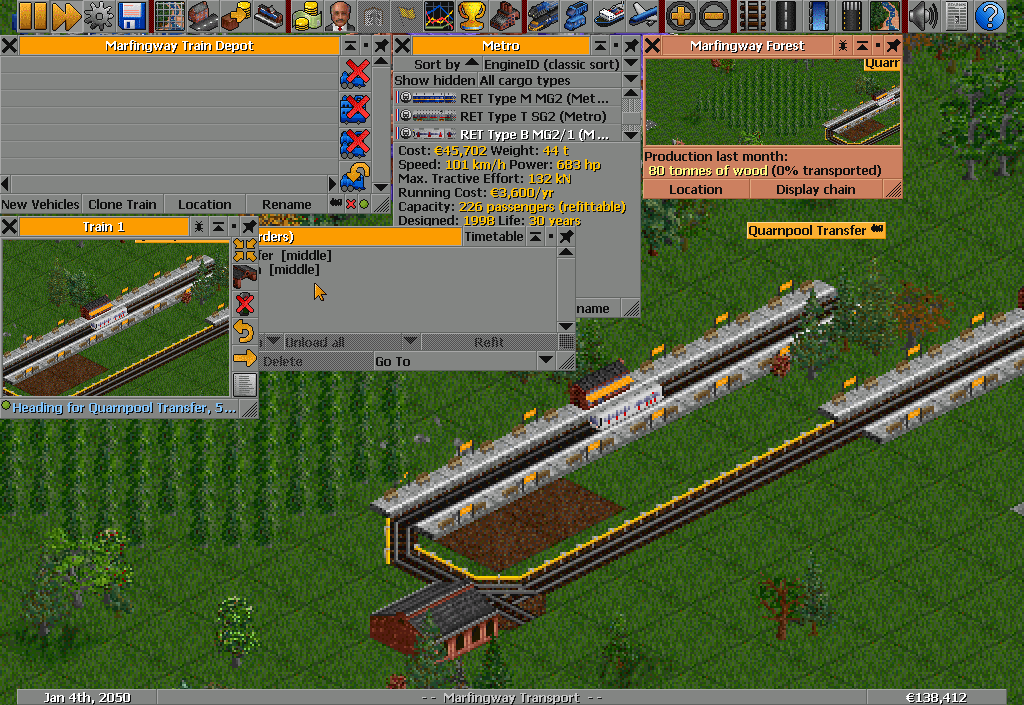 Marfingway Train Depot
New Vehicles
Clone Train
Location
Rename
Metro
Sort by
EngineID (classic sort)
Show hidden
All cargo types
RET Type M MG2 (Met...
RET Type T SG2 (Metro)
RET Type B MG2/1 (M...
Cost: €45,702 Weight: 44 t
Speed: 101 km/h Power: 683 hp
Max. Tractive Effort: 132 kN
Running Cost: €3,600/yr
Capacity: 226 passengers (refittable)
Designed: 1998 Life: 30 years
name
Marfingway Forest
Quarr
Production last month:
80 tonnes of wood (0% transported)
Location
Display chain
Train 1
Heading for Quarnpool Transfer, 5...
rders)
Timetable
fer [middle]
[middle]
Unload all
Refit
Delete
Go To
Quarnpool Transfer
Jan 4th, 2050
- - Marfingway Transport - -
€138,412